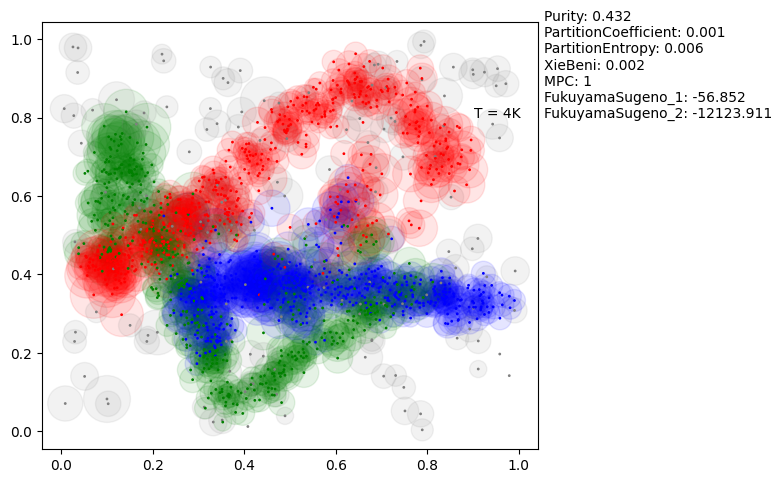 Purity: 0.432
PartitionCoefficient: 0.001
PartitionEntropy: 0.006
XieBeni: 0.002
MPC: 1
FukuyamaSugeno_1: -56.852
FukuyamaSugeno_2: -12123.911
T = 4K
1.0
0.8
0.6
0.4
0.2
0.0
0.0 0.2 0.4 0.6 0.8 1.0